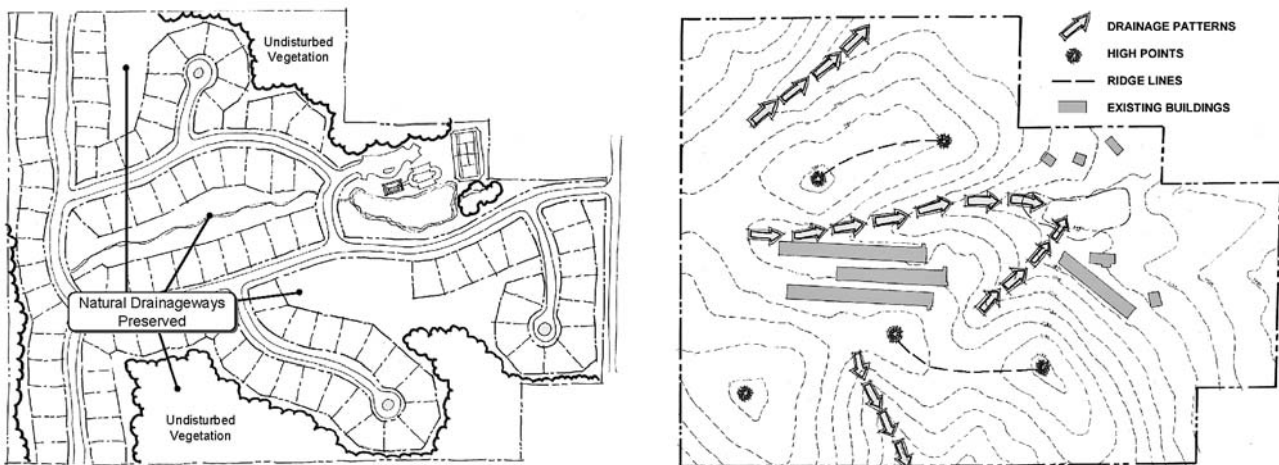 Undisturbed
Vegetation
Natural Drainageways
Preserved
Undisturbed
Vegetation
DRAINAGE PATTERNS
HIGH POINTS
RIDGE LINES
EXISTING BUILDINGS